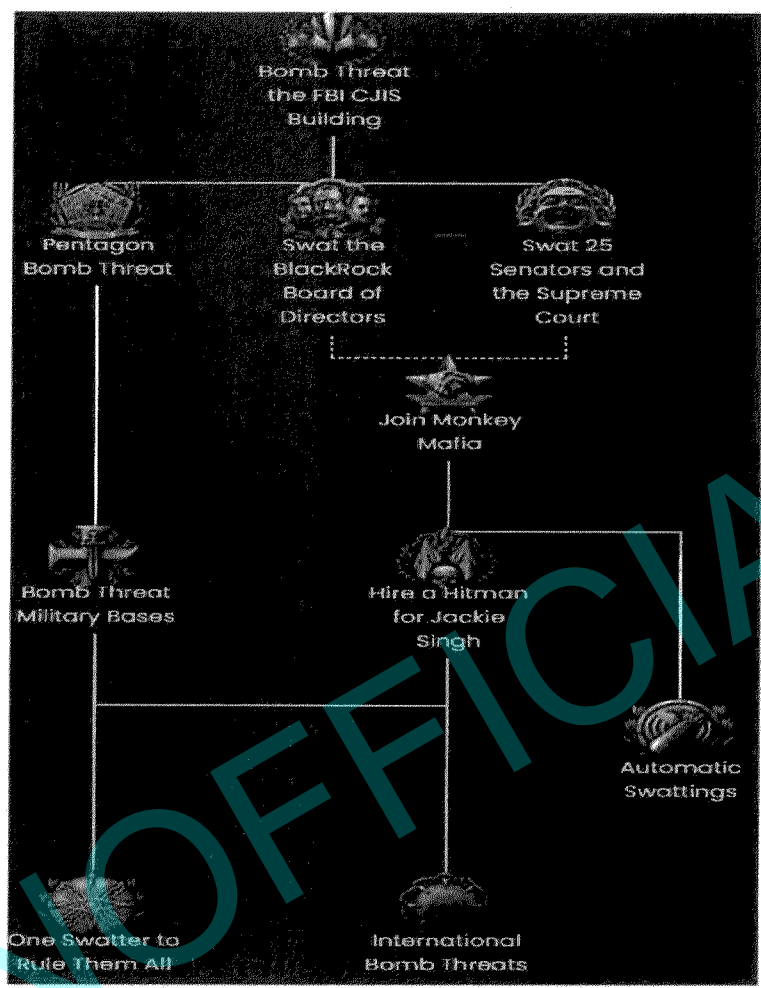 Bomb Threat
the FBI CJIS
Building
Pentagon
Bomb Threat
Swat the
BlackRock
Board of
Directors
Swat 25
Senators and
the Supreme
Court
Join Monkey
Mafia
Bomb Threat
Military Bases
Hire a Hitman
for Jackie
Singh
Automatic
Swattings
One Swatter to
Rule Them All
International
Bomb Threats
NOFFICIA